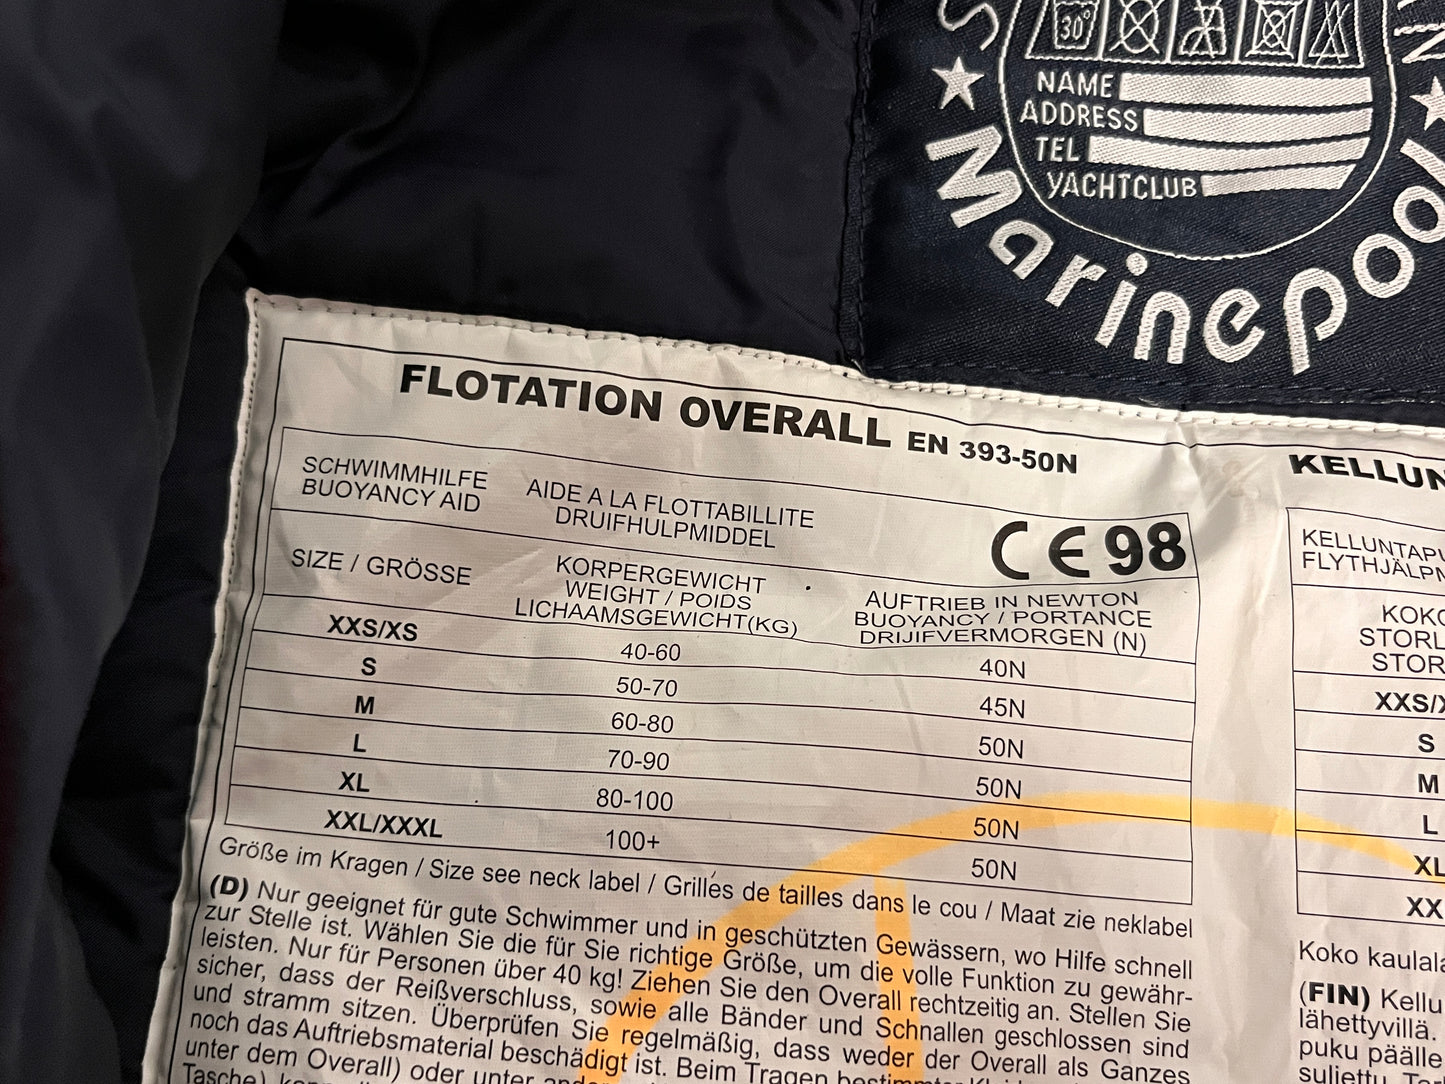 30°
NAME
ADDRESS
TEL
YACHTCLUB
Marinepool
FLOTATION OVERALL EN 393-50N
SCHWIMMHILFE AIDE A LA FLOTTABILLITE
BUOYANCY AID DRUIFHULPMIDDEL
CE 98
SIZE / GRÖSSE
KORPERGEWICHT
WEIGHT / POIDS
LICHAAMSGEWICHT(KG)
AUFTRIEB IN NEWTON
BUOYANCY / PORTANCE
DRIJIFVERMORGEN (N)
XXS/XS 40-60 40N
S 50-70 45N
M 60-80 50N
L 70-90 50N
XL 80-100 50N
XXL/XXXL 100+ 50N
Größe im Kragen / Size see neck label / Grilles de tailles dans le cou / Maat zie neklabel
(D) Nur geeignet für gute Schwimmer und in geschützten Gewässern, wo Hilfe schnell
zur Stelle ist. Wählen Sie die für Sie richtige Größe, um die volle Funktion zu gewähr-
leisten. Nur für Personen über 40 kg! Ziehen Sie den Overall rechtzeitig an. Stellen Sie
sicher, dass der Reißverschluss, sowie alle Bänder und Schnallen geschlossen sind
und stramm sitzen. Überprüfen Sie regelmäßig, dass weder der Overall als Ganzes
noch das Auftriebsmaterial beschädigt ist. Beim Tragen
unter dem Overall) oder unter
Tasche)
KELLUN
KELLUNTAPU
FLYTHJÄLPM
KOKO
STORL
STOR
XXS/X
S
M
L
XL
XX
Koko kaula
(FIN) Kellu
lähettyvillä.
puku päälle
suljettu.